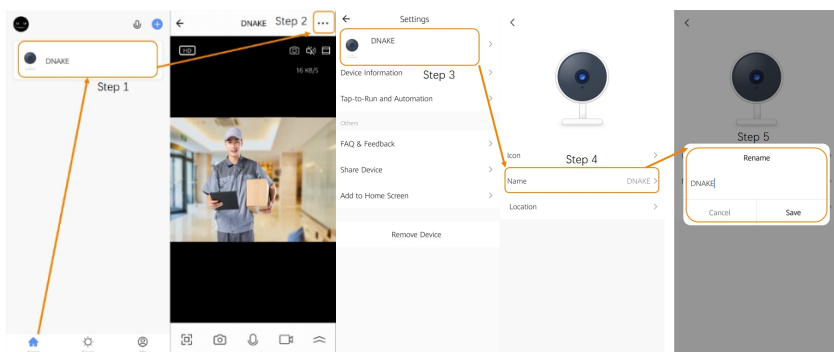 DNAKE
Step 1
DNAKE
Step 2
HD
16 KB/S
Settings
DNAKE
Device Information
Step 3
Tap-to-Run and Automation
Others
FAQ & Feedback
Share Device
Add to Home Screen
Remove Device
Icon
Step 4
Name
DNAKE
Location
Step 5
Rename
DNAKE
Cancel
Save